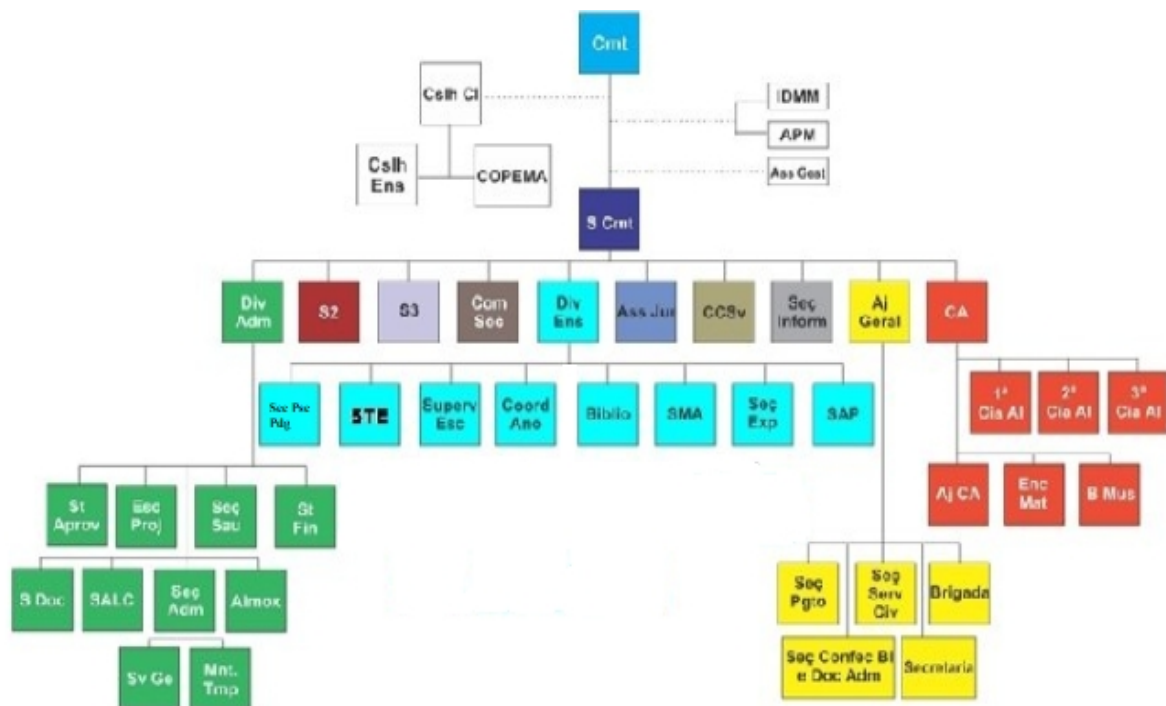 Cmt
Cslh Cl
IDMM
APM
Cslh
Ens
COPEMA
Ass Gest
S Cmt
Div
Adm
S2
S3
Com
Soc
Div
Ens
Ass Jur
CCSv
Seç
Inform
Aj
Geral
CA
Sec Psc
Pdg
STE
Superv
Esc
Coord
Ano
Biblio
SMA
Seç
Exp
SAP
1ª
Cia Al
2ª
Cia Al
3ª
Cia Al
Aj CA
Enc
Mat
B Mus
St
Aprov
Esc
Proj
Seç
Sau
St
Fin
S Doc
SALC
Seç
Adm
Almox
Sv Ge
Mnt.
Tmp
Seç
Pgto
Seç
Serv
Civ
Brigada
Seç Confec BI
e Doc Adm
Secretaria